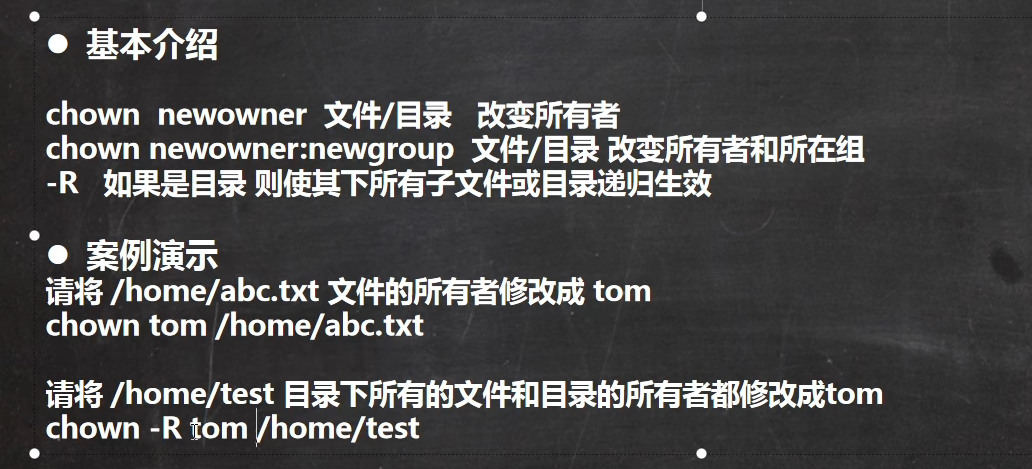 ● 基本介绍
chown newowner 文件/目录 改变所有者
chown newowner:newgroup 文件/目录 改变所有者和所在组
-R 如果是目录 则使其下所有子文件或目录递归生效
● 案例演示
请将 /home/abc.txt 文件的所有者修改成 tom
chown tom /home/abc.txt
请将 /home/test 目录下所有的文件和目录的所有者都修改成tom
chown -R tom /home/test